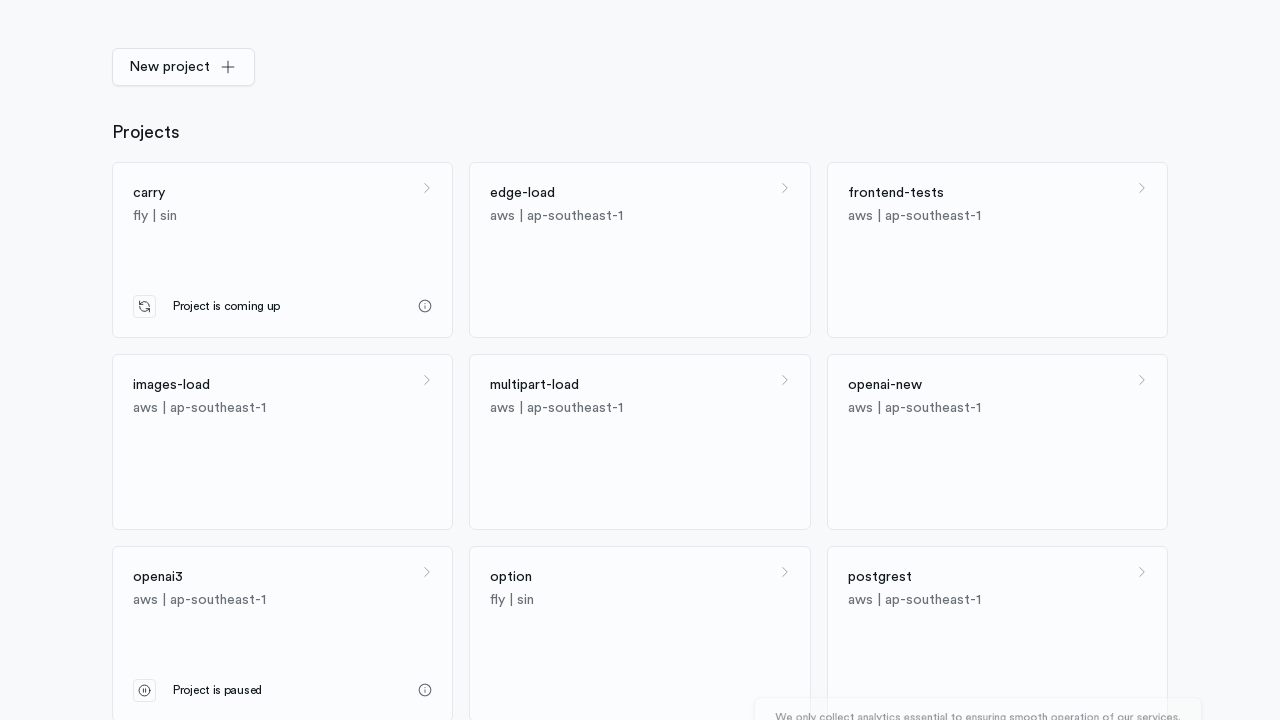 New project
Projects
carry
fly | sin
Project is coming up
edge-load
aws | ap-southeast-1
frontend-tests
aws | ap-southeast-1
images-load
aws | ap-southeast-1
multipart-load
aws | ap-southeast-1
openai-new
aws | ap-southeast-1
openai3
aws | ap-southeast-1
Project is paused
option
fly | sin
postgrest
aws | ap-southeast-1
We only collect analytics essential to ensuring smooth operation of our services.